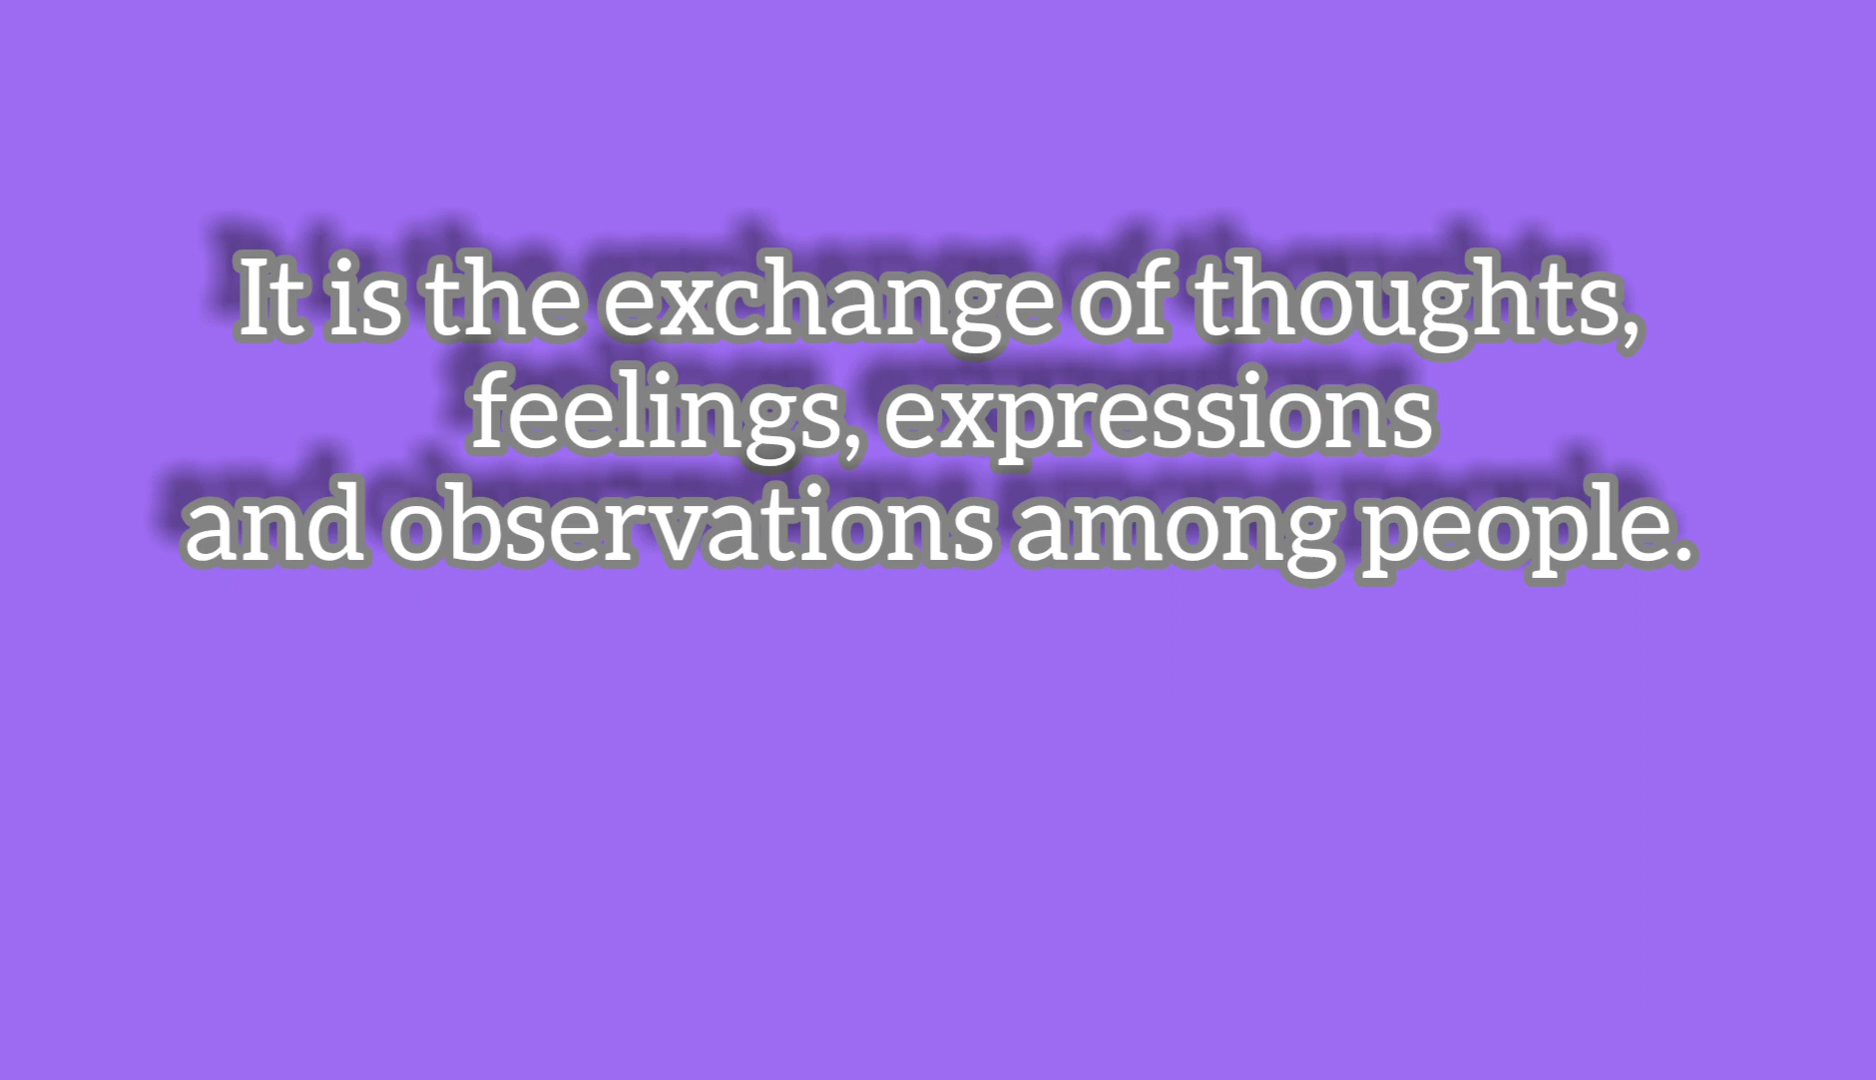 It is the exchange of thoughts,
feelings, expressions
and observations among people.